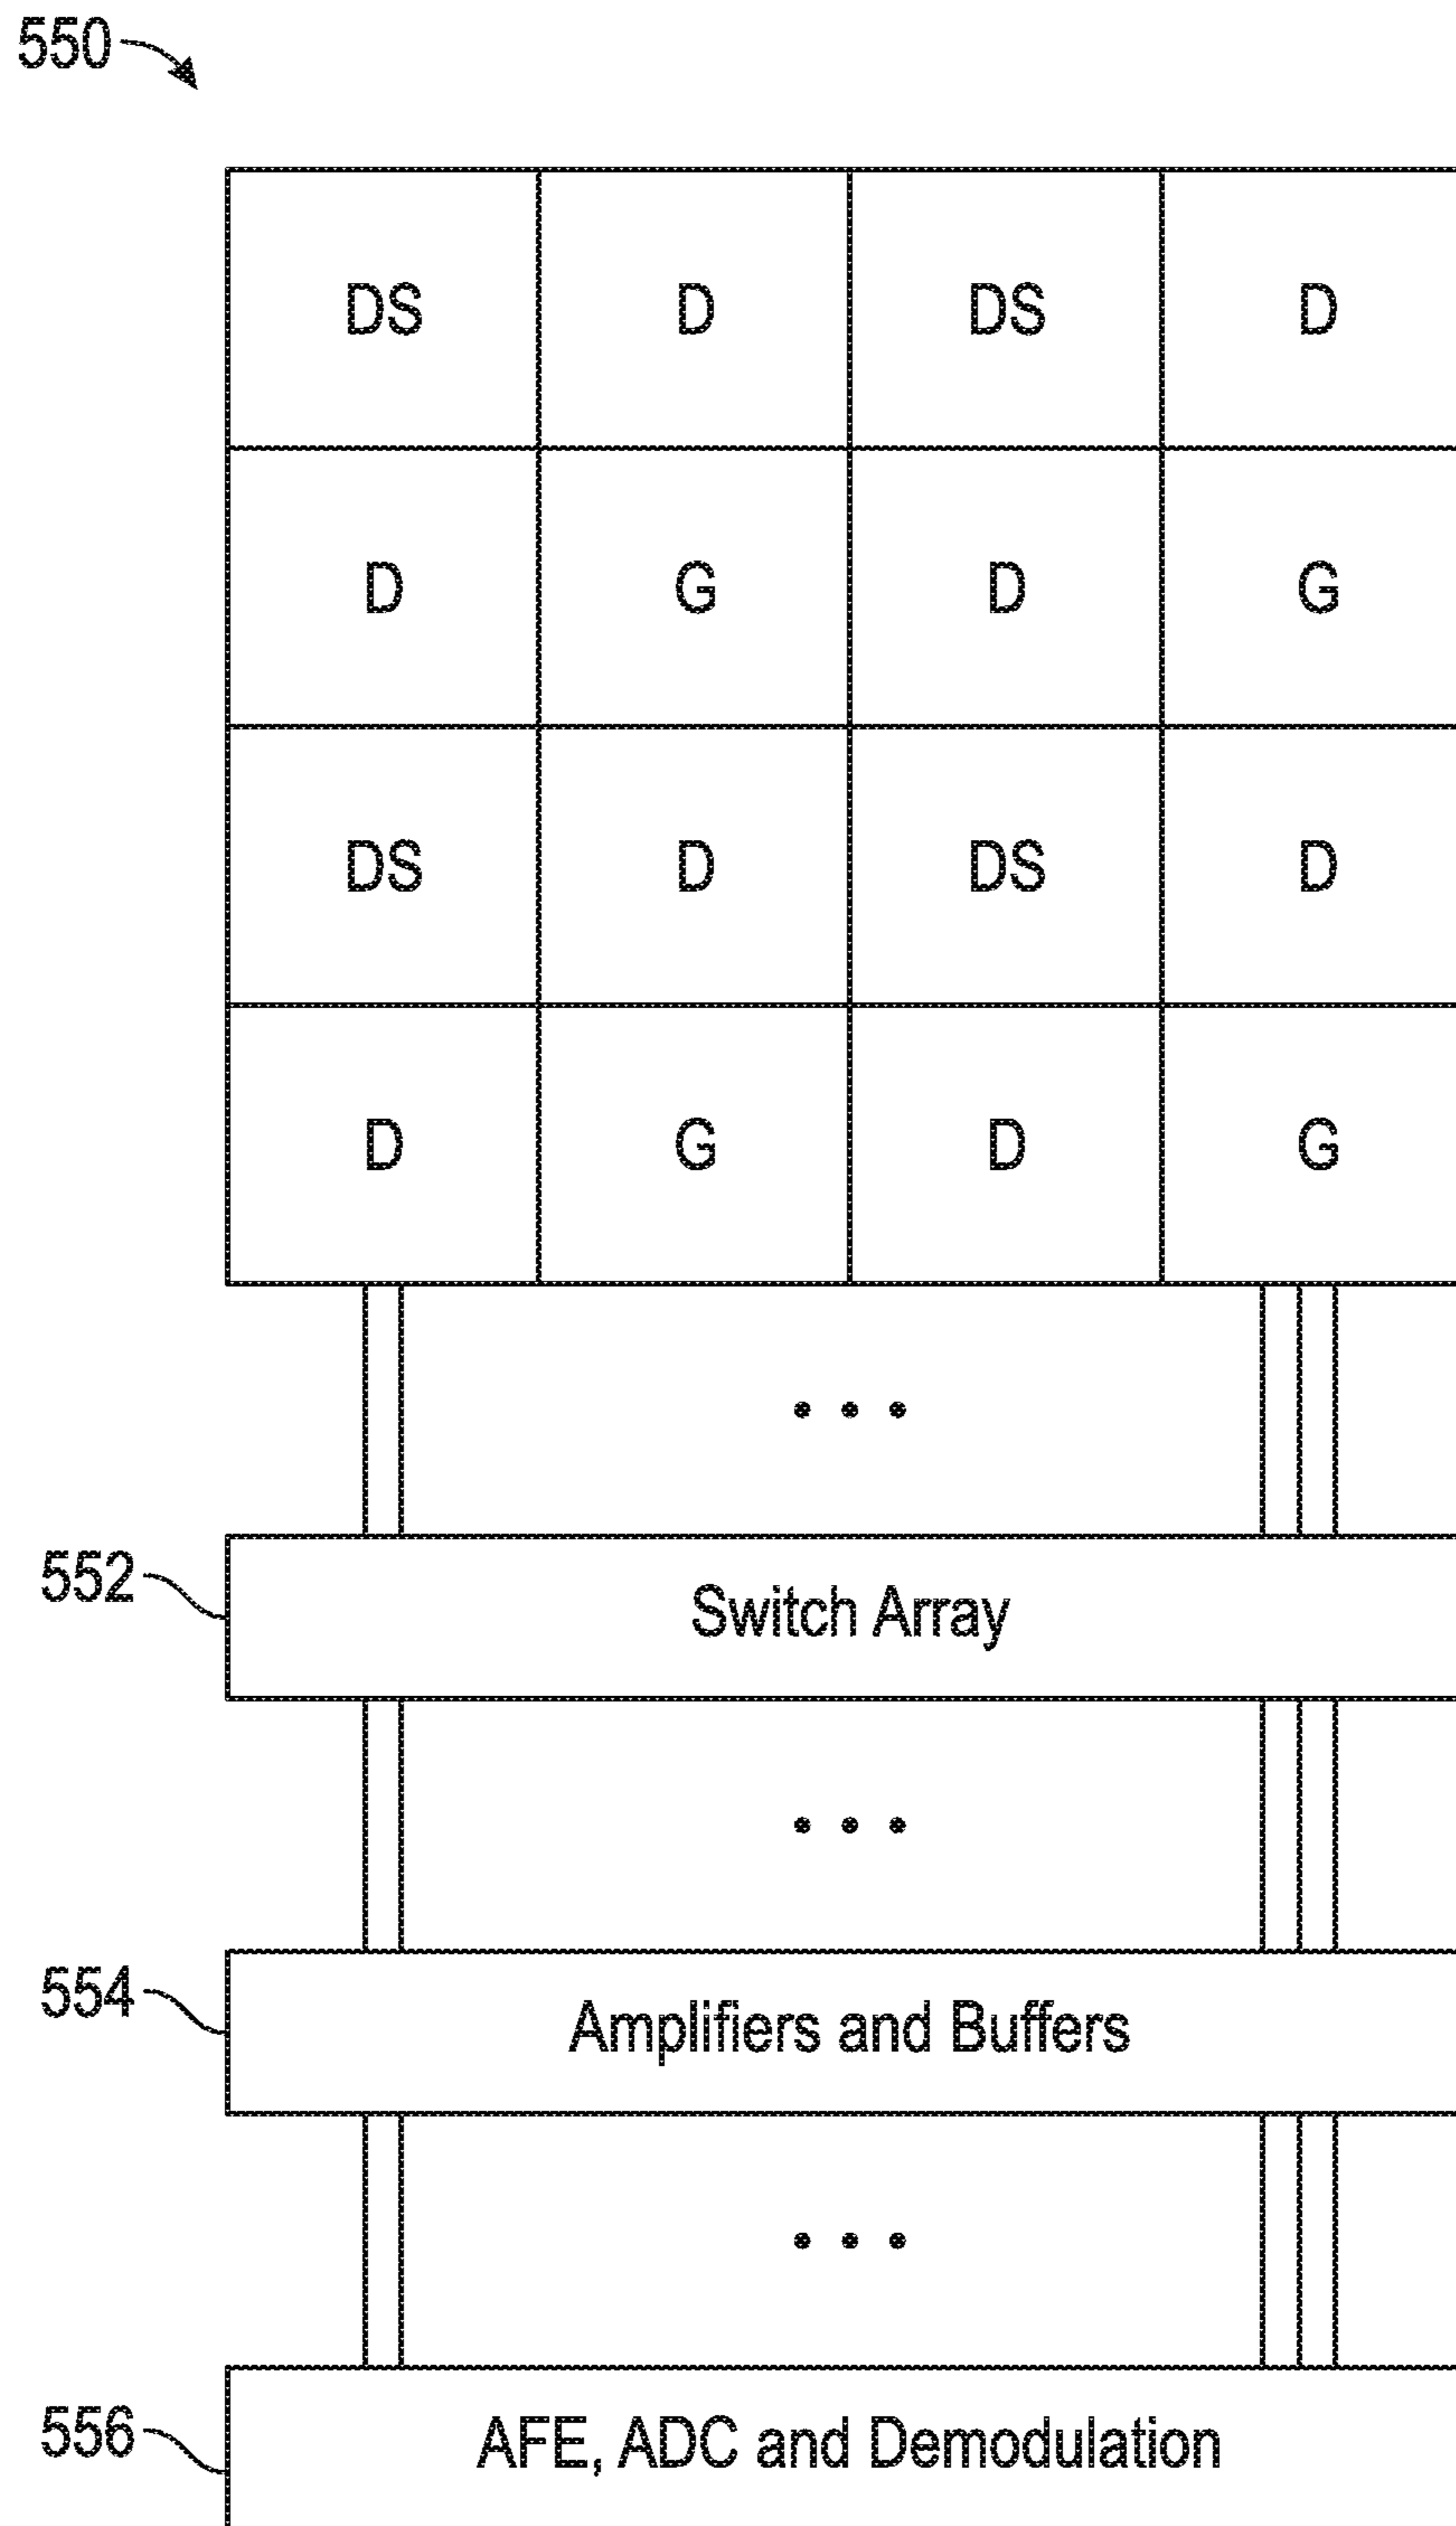 550
DS D DS D
D G D G
DS D DS D
D G D G
...
552 Switch Array
...
554 Amplifiers and Buffers
...
556 AFE, ADC and Demodulation